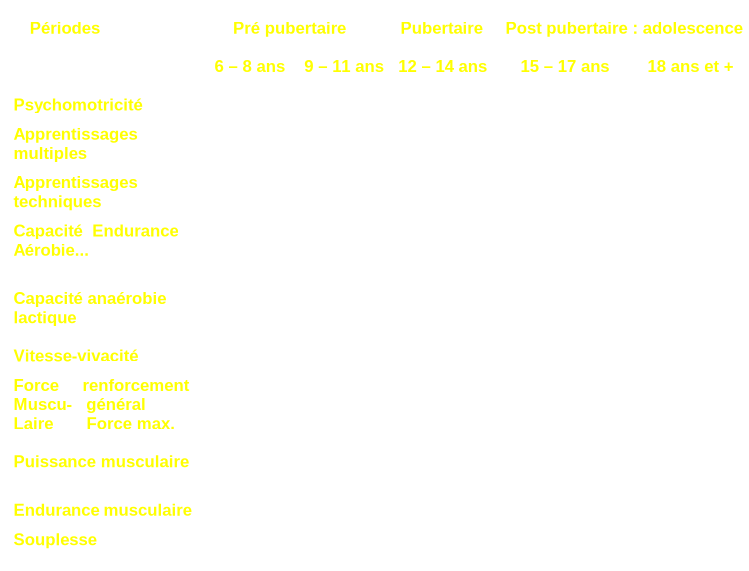 Périodes Pré pubertaire Pubertaire Post pubertaire : adolescence
6 – 8 ans 9 – 11 ans 12 – 14 ans 15 – 17 ans 18 ans et +
Psychomotricité
Apprentissages
multiples
Apprentissages
techniques
Capacité Endurance
Aérobie...
Capacité anaérobie
lactique
Vitesse-vivacité
Force renforcement
Muscu- général
Laire Force max.
Puissance musculaire
Endurance musculaire
Souplesse